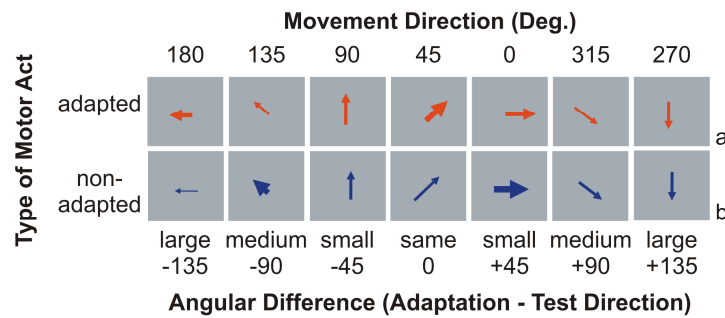 Movement Direction (Deg.)
180 135 90 45 0 315 270
Type of Motor Act
adapted
a
non-
adapted
b
large medium small same small medium large
-135 -90 -45 0 +45 +90 +135
Angular Difference (Adaptation - Test Direction)